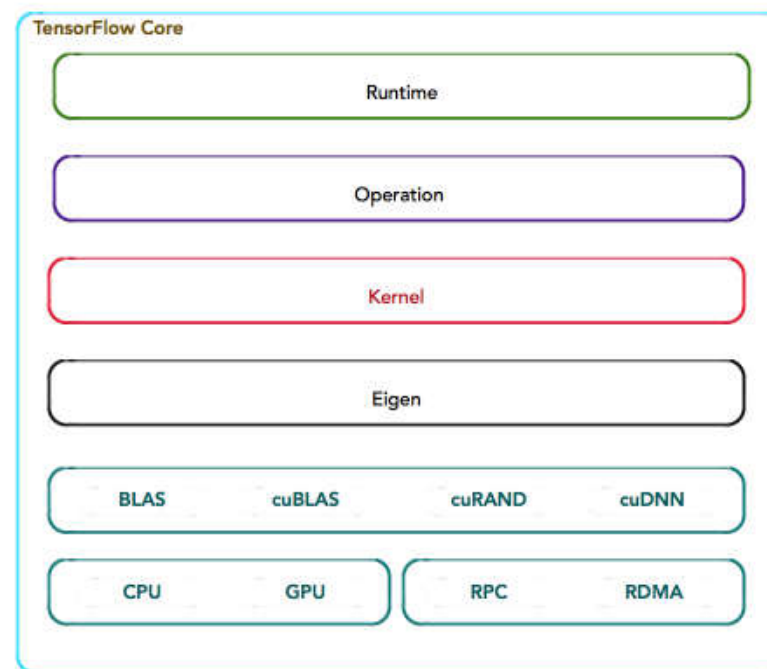 TensorFlow Core
Runtime
Operation
Kernel
Eigen
BLAS cuBLAS cuRAND cuDNN
CPU GPU RPC RDMA